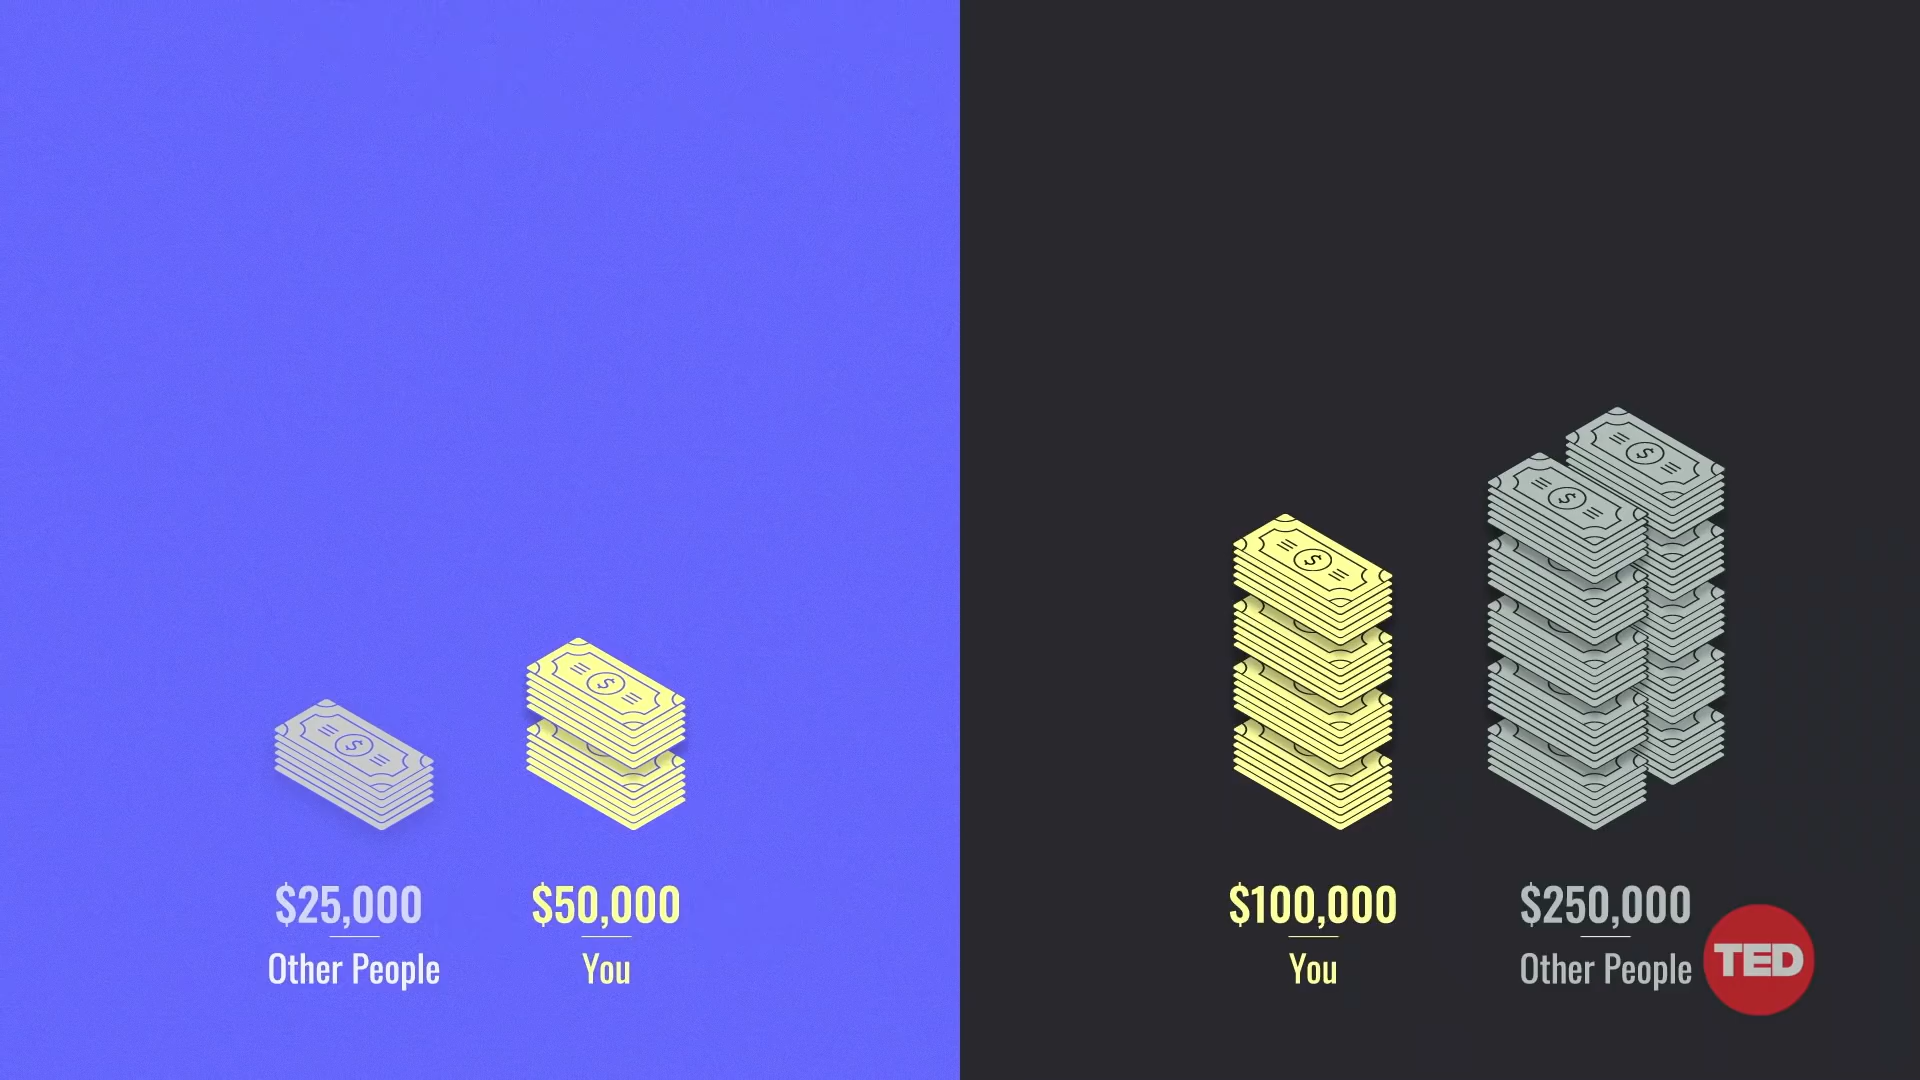 $25,000
Other People
$50,000
You
$100,000
You
$250,000
Other People
TED